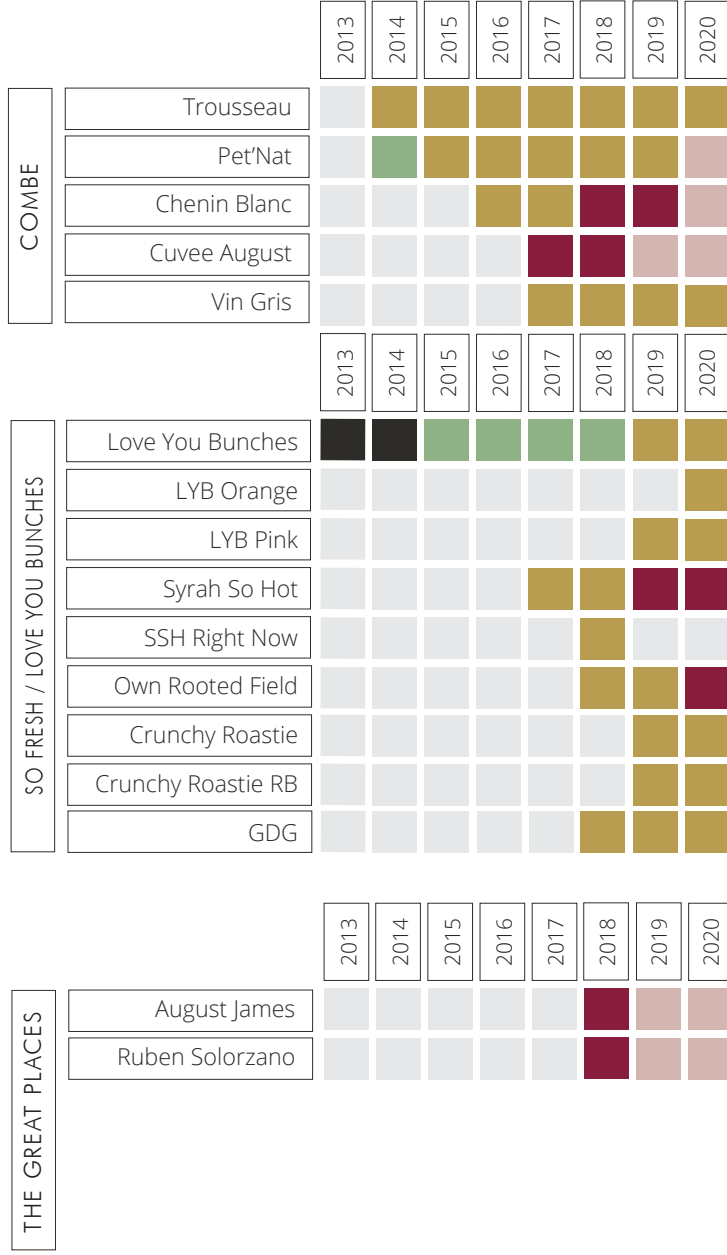 2013
2014
2015
2016
2017
2018
2019
2020
COMBE
Trousseau
Pet'Nat
Chenin Blanc
Cuvee August
Vin Gris
2013
2014
2015
2016
2017
2018
2019
2020
SO FRESH / LOVE YOU BUNCHES
Love You Bunches
LYB Orange
LYB Pink
Syrah So Hot
SSH Right Now
Own Rooted Field
Crunchy Roastie
Crunchy Roastie RB
GDG
2013
2014
2015
2016
2017
2018
2019
2020
THE GREAT PLACES
August James
Ruben Solorzano